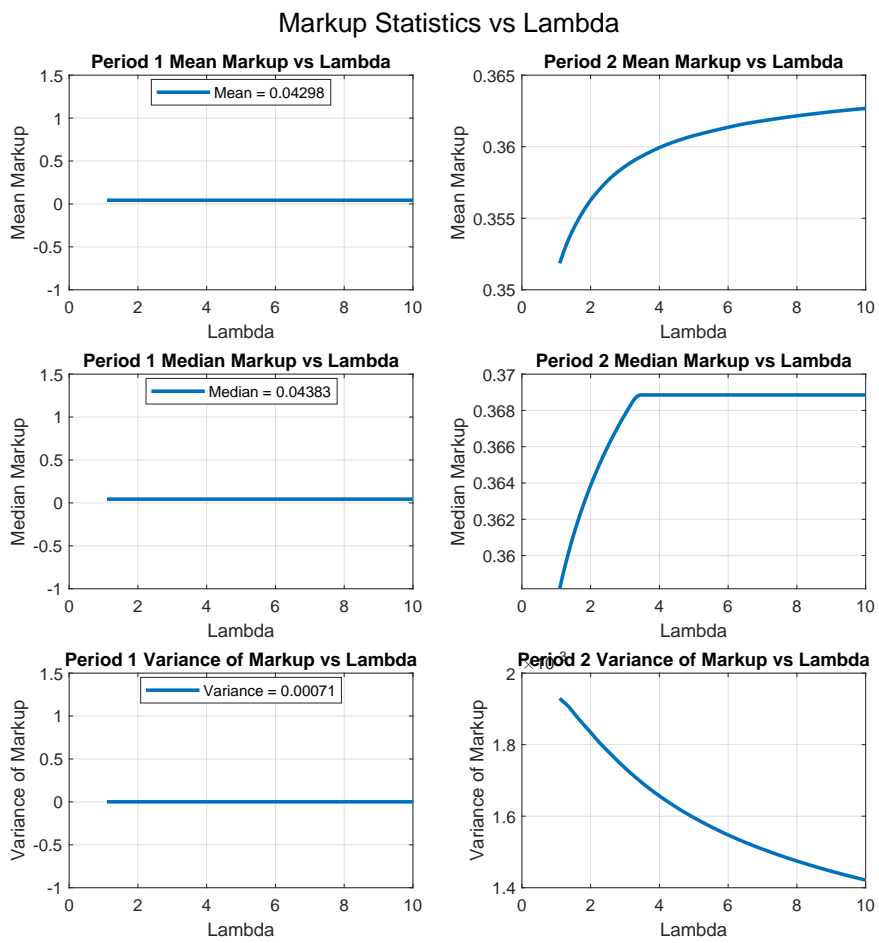 Markup Statistics vs Lambda
Period 1 Mean Markup vs Lambda
1.5
1
0.5
0
-0.5
-1
Mean Markup
Mean = 0.04298
0 2 4 6 8 10
Lambda
Period 2 Mean Markup vs Lambda
0.365
0.36
0.355
0.35
Mean Markup
0 2 4 6 8 10
Lambda
Period 1 Median Markup vs Lambda
1.5
1
0.5
0
-0.5
-1
Median Markup
Median = 0.04383
0 2 4 6 8 10
Lambda
Period 2 Median Markup vs Lambda
0.37
0.368
0.366
0.364
0.362
0.36
Median Markup
0 2 4 6 8 10
Lambda
Period 1 Variance of Markup vs Lambda
1.5
1
0.5
0
-0.5
-1
Variance of Markup
Variance = 0.00071
0 2 4 6 8 10
Lambda
Period 2 Variance of Markup vs Lambda
× 10⁻³
2
1.8
1.6
1.4
Variance of Markup
0 2 4 6 8 10
Lambda